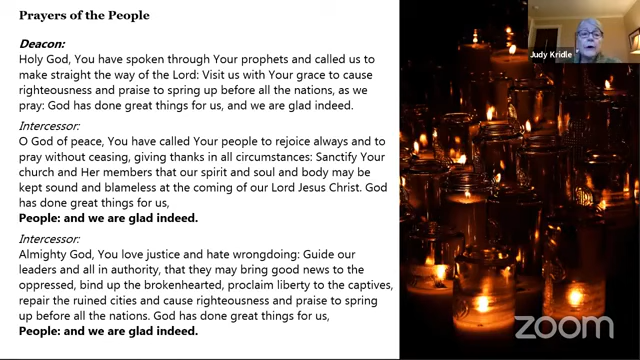 Prayers of the People
Deacon:
Holy God, You have spoken through Your prophets and called us to
make straight the way of the Lord: Visit us with Your grace to cause
righteousness and praise to spring up before all the nations, as we
pray: God has done great things for us, and we are glad indeed.
Intercessor:
O God of peace, You have called Your people to rejoice always and to
pray without ceasing, giving thanks in all circumstances: Sanctify Your
church and Her members that our spirit and soul and body may be
kept sound and blameless at the coming of our Lord Jesus Christ. God
has done great things for us,
People: and we are glad indeed.
Intercessor:
Almighty God, You love justice and hate wrongdoing: Guide our
leaders and all in authority, that they may bring good news to the
oppressed, bind up the brokenhearted, proclaim liberty to the captives,
repair the ruined cities and cause righteousness and praise to spring
up before all the nations. God has done great things for us,
People: and we are glad indeed.
Judy Kridle
zoom